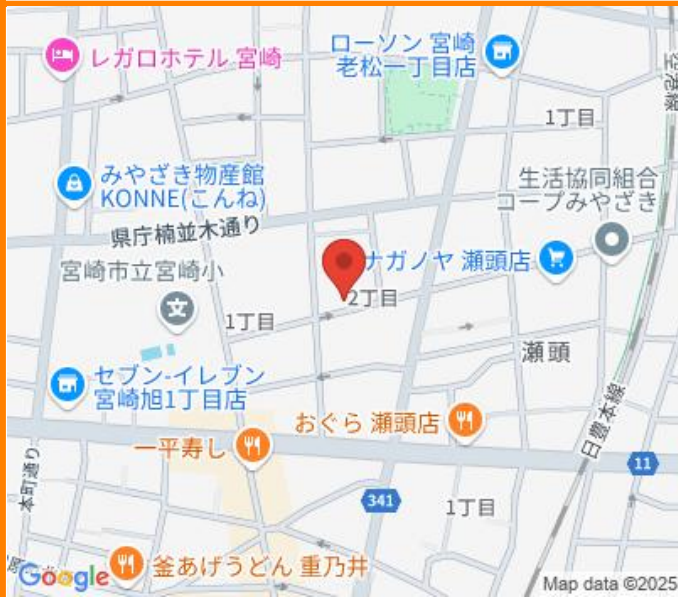 レガロホテル 宮崎
ローソン 宮崎
老松一丁目店
空港線
1丁目
みやざき物産館
KONNE(こんね)
生活協同組合
コープみやざき
県庁楠並木通り
ナガノヤ 瀬頭店
宮崎市立宮崎小
文
2丁目
1丁目
瀬頭
セブン-イレブン
宮崎旭1丁目店
おぐら 瀬頭店
日豊本線
一平寿し
11
本町通り
341
1丁目
釜あげうどん 重乃井
Google
Map data ©2025